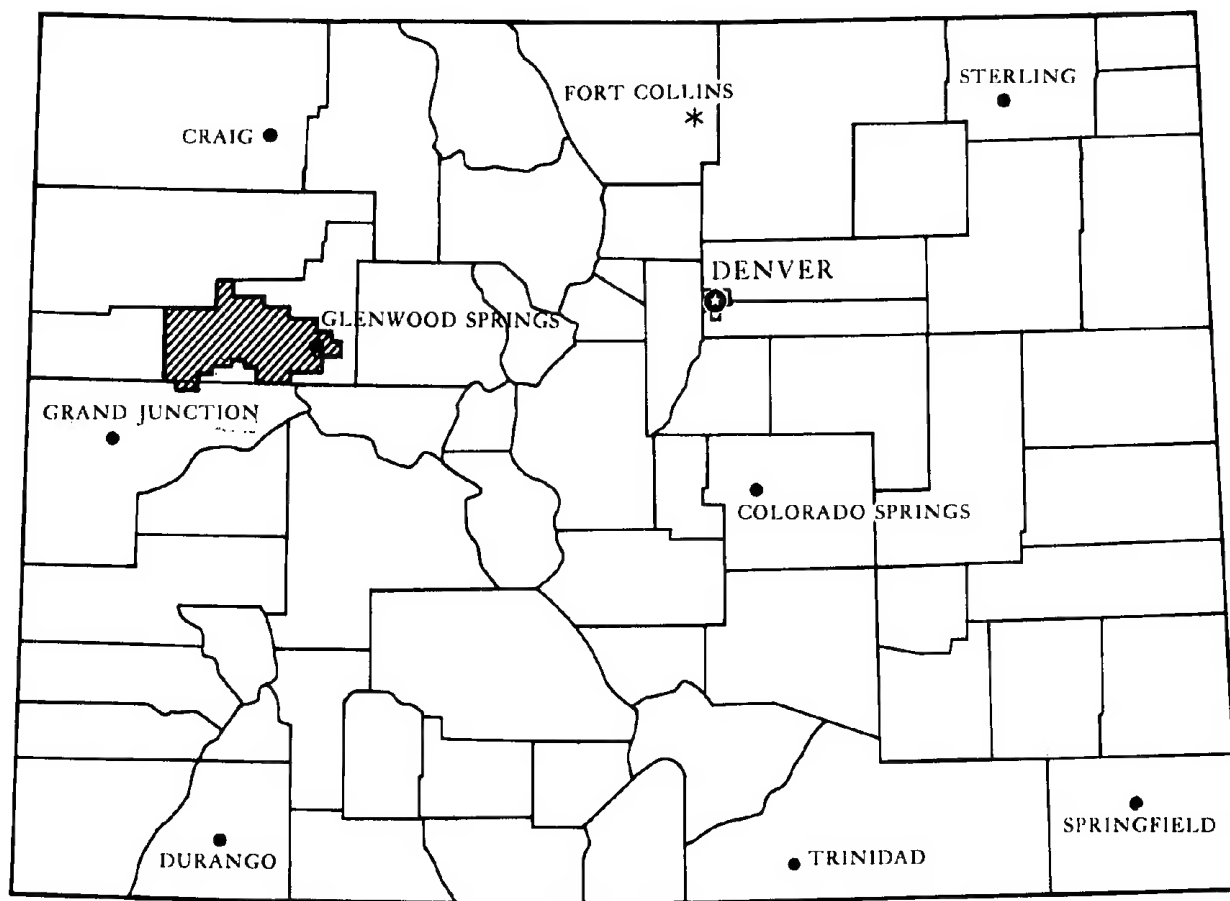 STERLING
FORT COLLINS
CRAIG
DENVER
GLENWOOD SPRINGS
GRAND JUNCTION
COLORADO SPRINGS
SPRINGFIELD
DURANGO
TRINIDAD